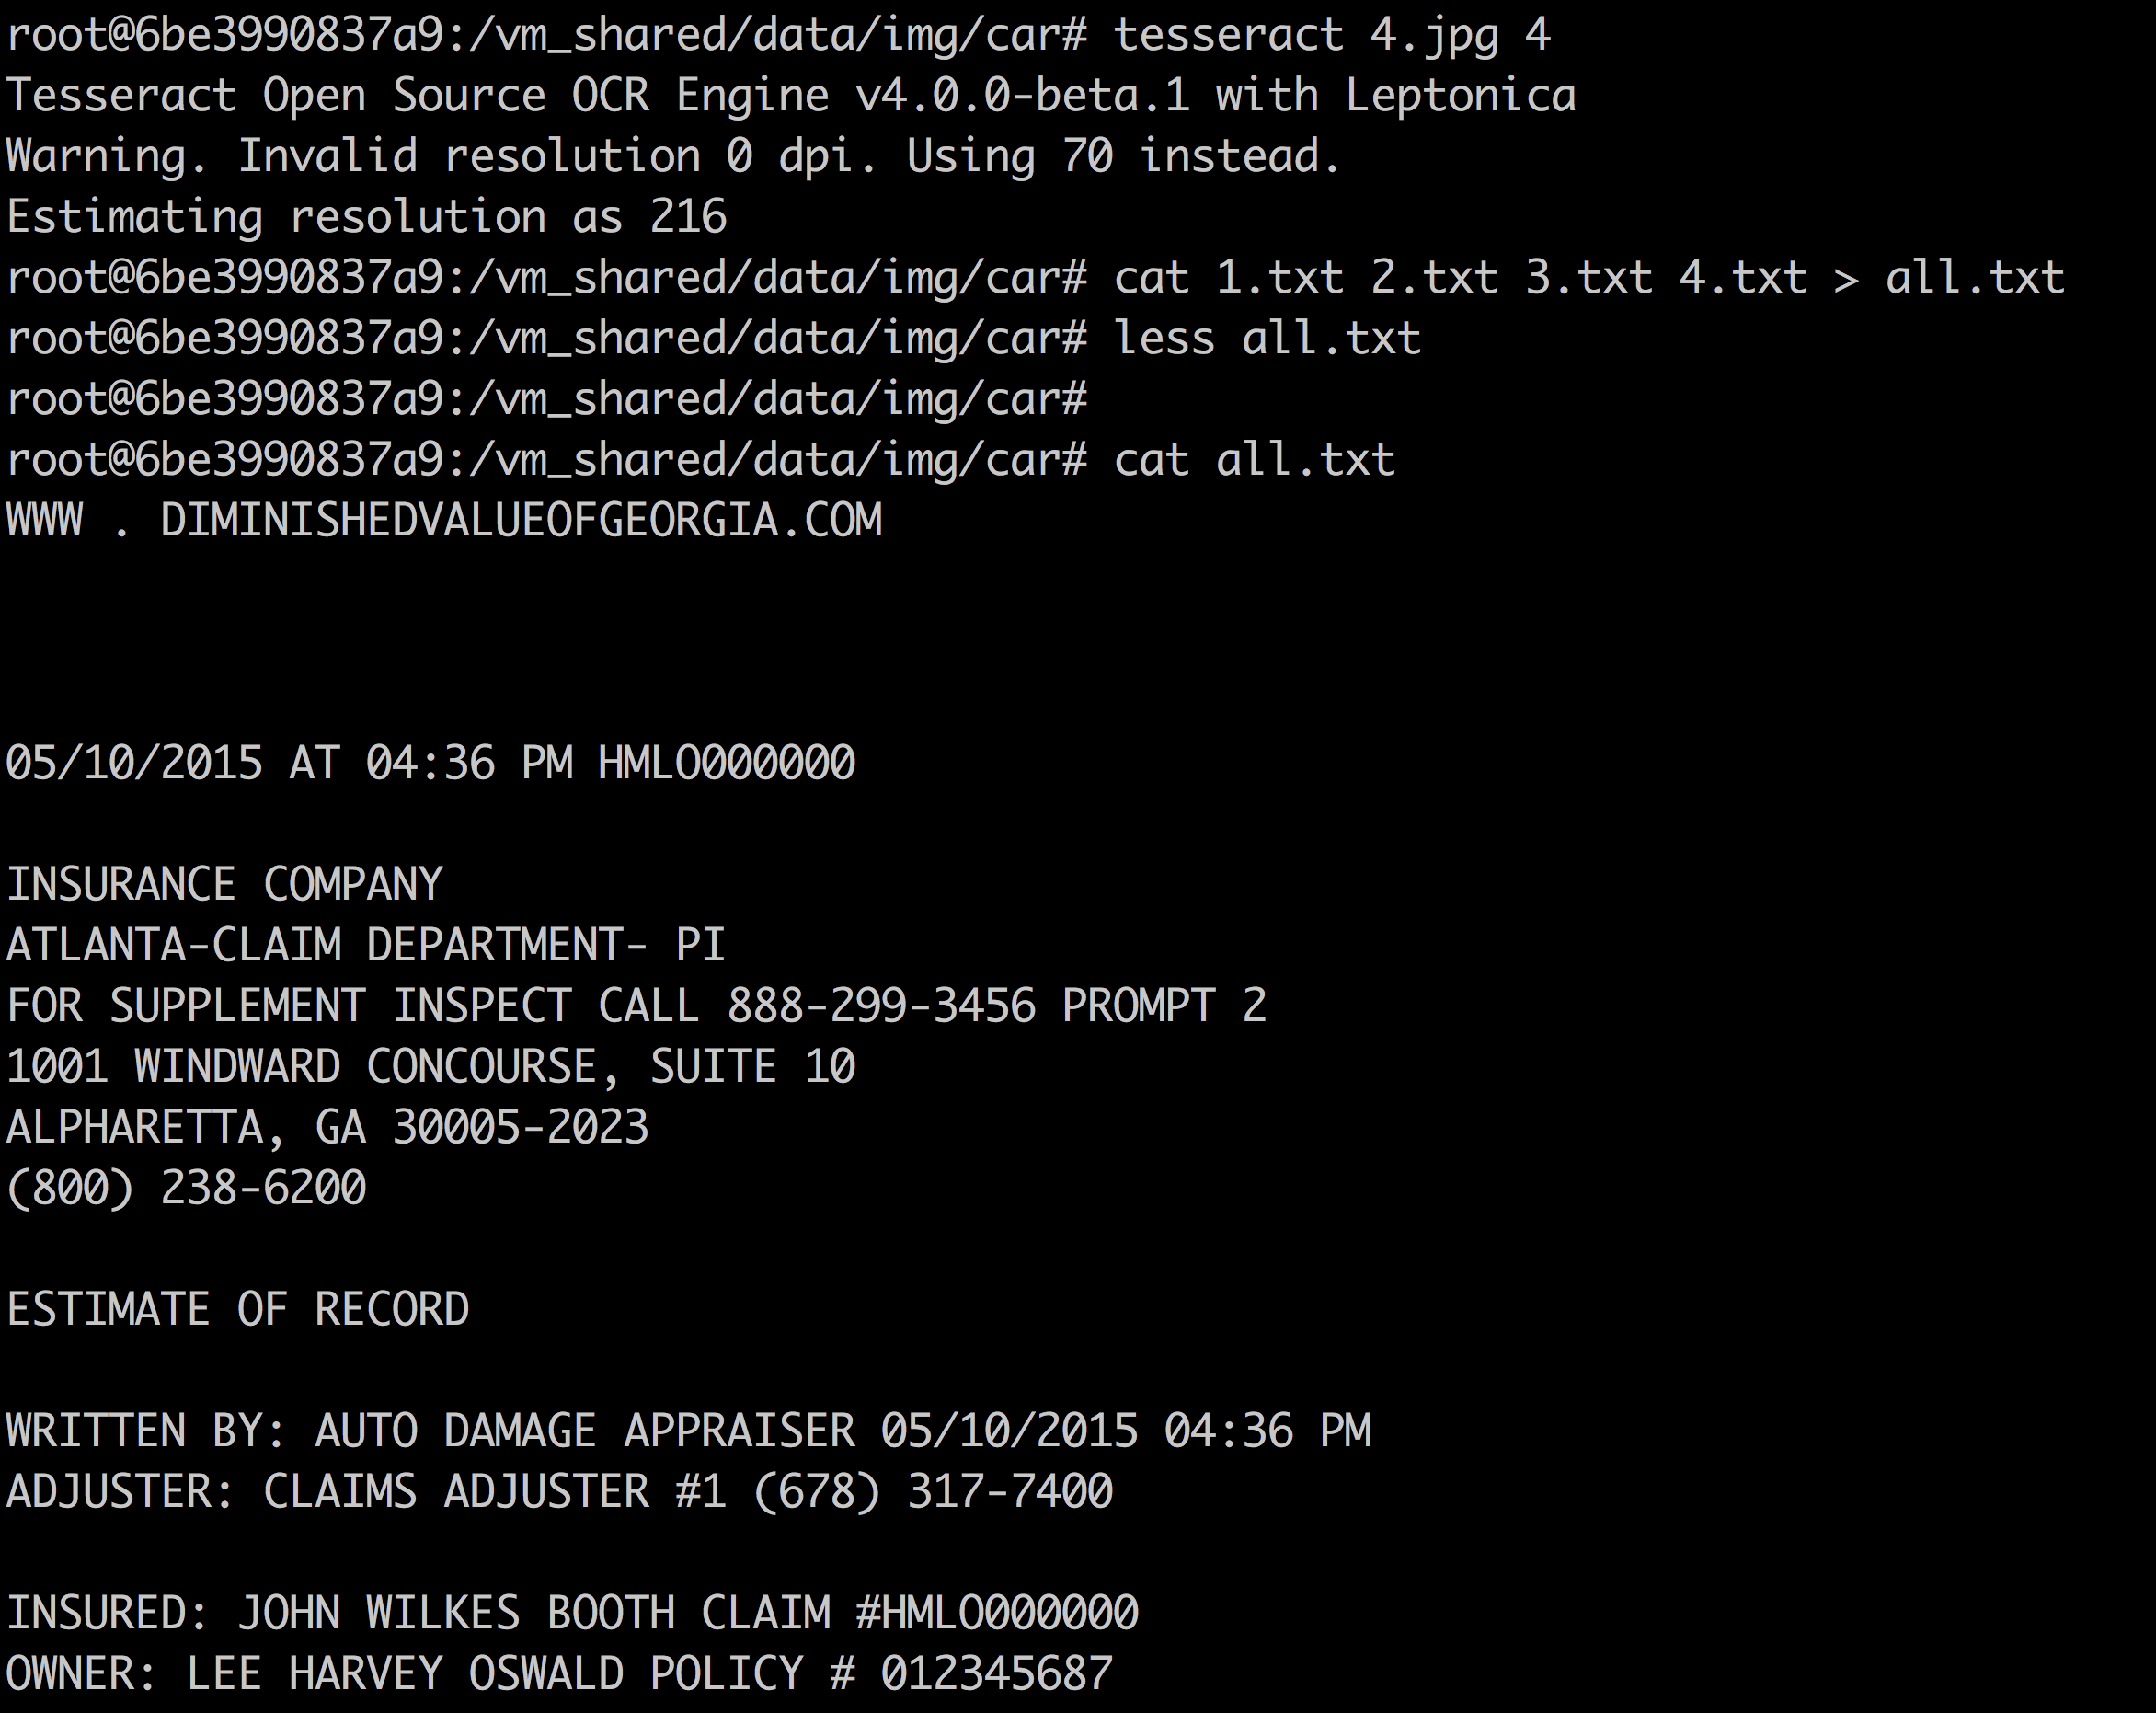 root@6be3990837a9:/vm_shared/data/img/car# tesseract 4.jpg 4
Tesseract Open Source OCR Engine v4.0.0-beta.1 with Leptonica
Warning. Invalid resolution 0 dpi. Using 70 instead.
Estimating resolution as 216
root@6be3990837a9:/vm_shared/data/img/car# cat 1.txt 2.txt 3.txt 4.txt > all.txt
root@6be3990837a9:/vm_shared/data/img/car# less all.txt
root@6be3990837a9:/vm_shared/data/img/car#
root@6be3990837a9:/vm_shared/data/img/car# cat all.txt
WWW . DIMINISHEDVALUEOFGEORGIA.COM
05/10/2015 AT 04:36 PM HMLO000000
INSURANCE COMPANY
ATLANTA-CLAIM DEPARTMENT- PI
FOR SUPPLEMENT INSPECT CALL 888-299-3456 PROMPT 2
1001 WINDWARD CONCOURSE, SUITE 10
ALPHARETTA, GA 30005-2023
(800) 238-6200
ESTIMATE OF RECORD
WRITTEN BY: AUTO DAMAGE APPRAISER 05/10/2015 04:36 PM
ADJUSTER: CLAIMS ADJUSTER #1 (678) 317-7400
INSURED: JOHN WILKES BOOTH CLAIM #HMLO000000
OWNER: LEE HARVEY OSWALD POLICY # 012345687